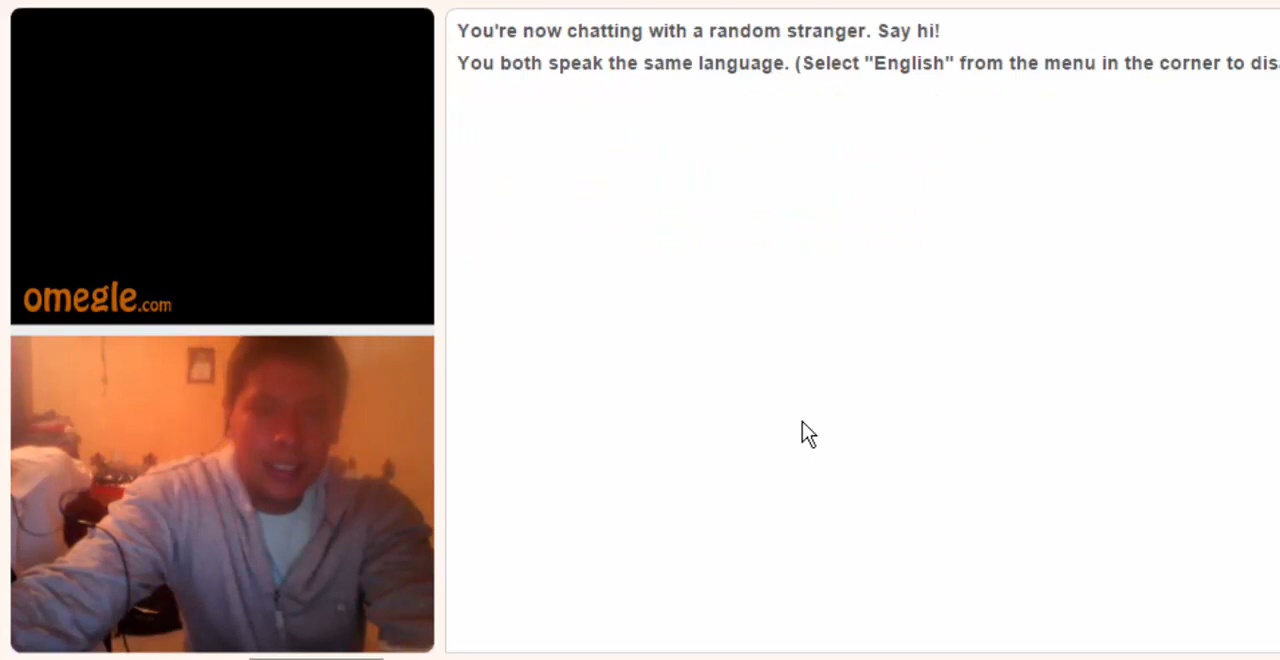 You're now chatting with a random stranger. Say hi!
You both speak the same language. (Select "English" from the menu in the corner to dis
omegle.com